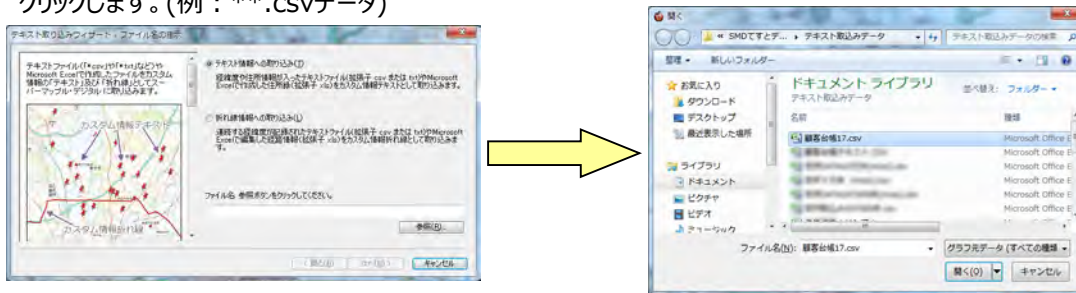 クリックします。(例：**.csvデータ)
テキスト取り込みウィザード - ファイル名の指示
テキストファイル(｢*.csv｣や｢*.txt｣など)や
Microsoft Excelで作成したファイルをカスタム
情報の｢テキスト｣及び｢折れ線｣としてスー
パーマップル・デジタルに取り込みます。
カスタム情報テキスト
カスタム情報折れ線
テキスト情報への取り込み(T)
経緯度や住所情報が入ったテキストファイル(拡張子 csv または txt)やMicrosoft
Excelで作成した住所録(拡張子 xls)をカスタム情報テキストとして取り込みます。
折れ線情報への取り込み(L)
連続する経緯度が記録されたテキストファイル(拡張子 csv または txt)やMicrosoft
Excelで編集した経路情報(拡張子 xls)をカスタム情報折れ線として取り込みま
す。
ファイル名 参照ボタンをクリックしてください。
参照(R)...
< 戻る(B)
次へ(N) >
キャンセル
開く
« SMDてすとデ... ▸ テキスト取込みデータ
テキスト取込みデータの検索
整理
新しいフォルダー
お気に入り
ダウンロード
デスクトップ
最近表示した場所
ライブラリ
ドキュメント
ピクチャ
ビデオ
ミュージック
ドキュメント ライブラリ
テキスト取込みデータ
並べ替え: フォルダー
名前
種類
顧客台帳17.csv
Microsoft Office E
Microsoft Office E
Microsoft Office E
Microsoft Office E
Microsoft Office E
ファイル名(N): 顧客台帳17.csv
グラフ元データ (すべての種類
開く(O)
キャンセル